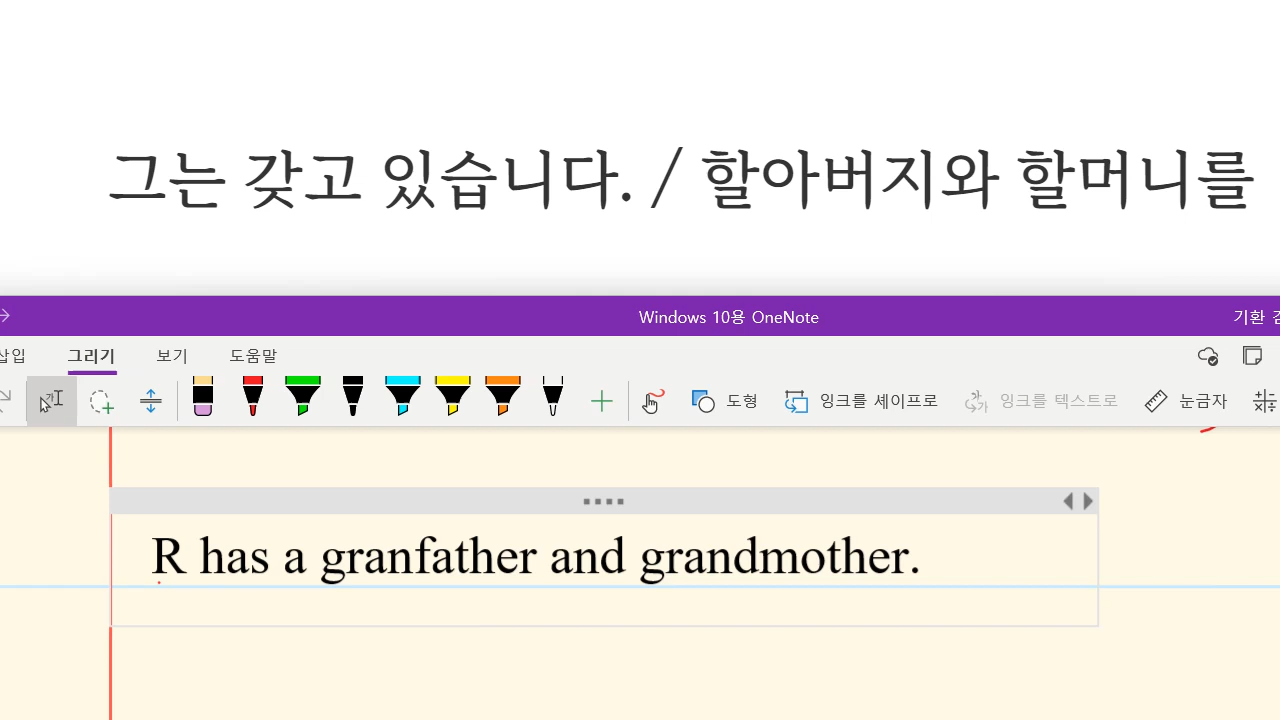 그는 갖고 있습니다. / 할아버지와 할머니를
Windows 10용 OneNote
기환
삽입 그리기 보기 도움말
도형 잉크를 셰이프로 잉크를 텍스트로 눈금자
R has a granfather and grandmother.